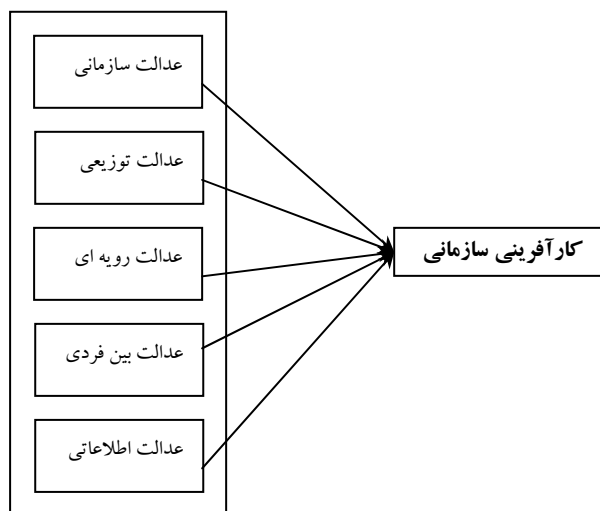 عدالت سازمانی
عدالت توزیعی
عدالت رویه ای
عدالت بین فردی
عدالت اطلاعاتی
کارآفرینی سازمانی